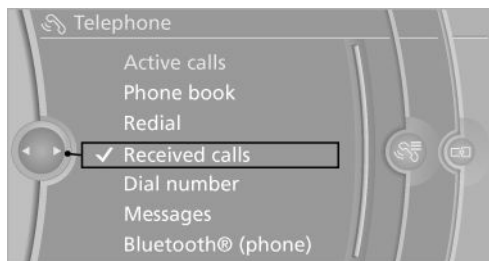 Telephone
Active calls
Phone book
Redial
Received calls
Dial number
Messages
Bluetooth® (phone)